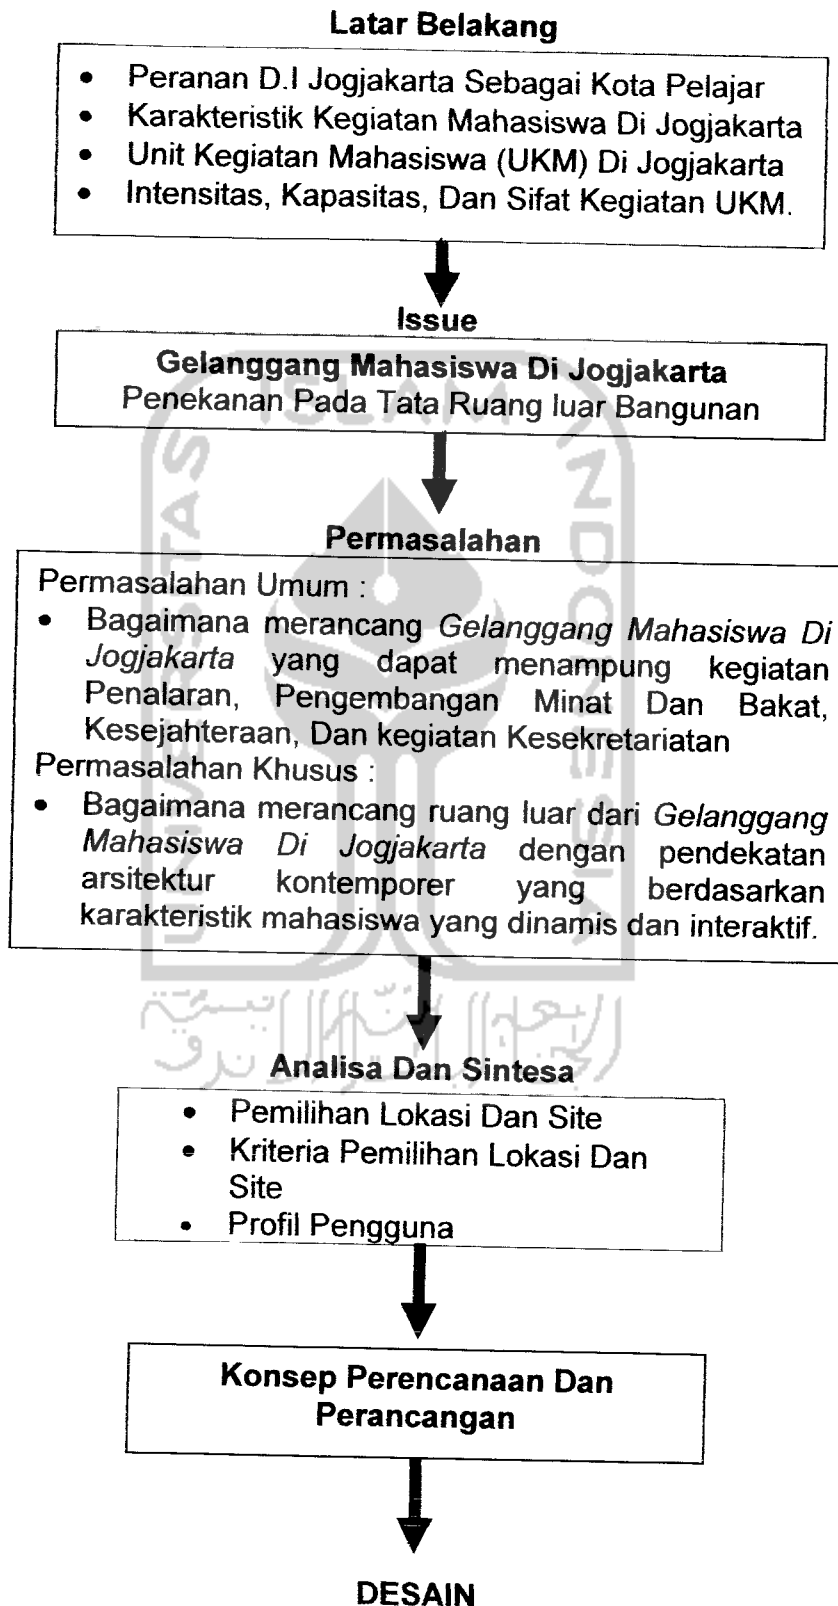 Latar Belakang
• Peranan D.I Jogjakarta Sebagai Kota Pelajar
• Karakteristik Kegiatan Mahasiswa Di Jogjakarta
• Unit Kegiatan Mahasiswa (UKM) Di Jogjakarta
• Intensitas, Kapasitas, Dan Sifat Kegiatan UKM.
Issue
Gelanggang Mahasiswa Di Jogjakarta
Penekanan Pada Tata Ruang luar Bangunan
Permasalahan
Permasalahan Umum :
• Bagaimana merancang Gelanggang Mahasiswa Di
Jogjakarta yang dapat menampung kegiatan
Penalaran, Pengembangan Minat Dan Bakat,
Kesejahteraan, Dan kegiatan Kesekretariatan
Permasalahan Khusus :
• Bagaimana merancang ruang luar dari Gelanggang
Mahasiswa Di Jogjakarta dengan pendekatan
arsitektur kontemporer yang berdasarkan
karakteristik mahasiswa yang dinamis dan interaktif.
Analisa Dan Sintesa
• Pemilihan Lokasi Dan Site
• Kriteria Pemilihan Lokasi Dan
Site
• Profil Pengguna
Konsep Perencanaan Dan
Perancangan
DESAIN
UNIVERSITAS
ISLAM
INDONESIA